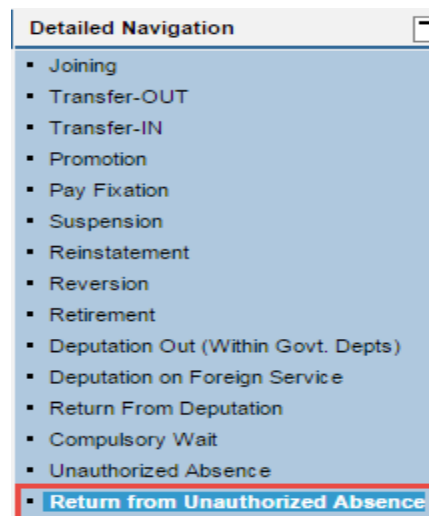 Detailed Navigation
Joining
Transfer-OUT
Transfer-IN
Promotion
Pay Fixation
Suspension
Reinstatement
Reversion
Retirement
Deputation Out (Within Govt. Depts)
Deputation on Foreign Service
Return From Deputation
Compulsory Wait
Unauthorized Absence
Return from Unauthorized Absence